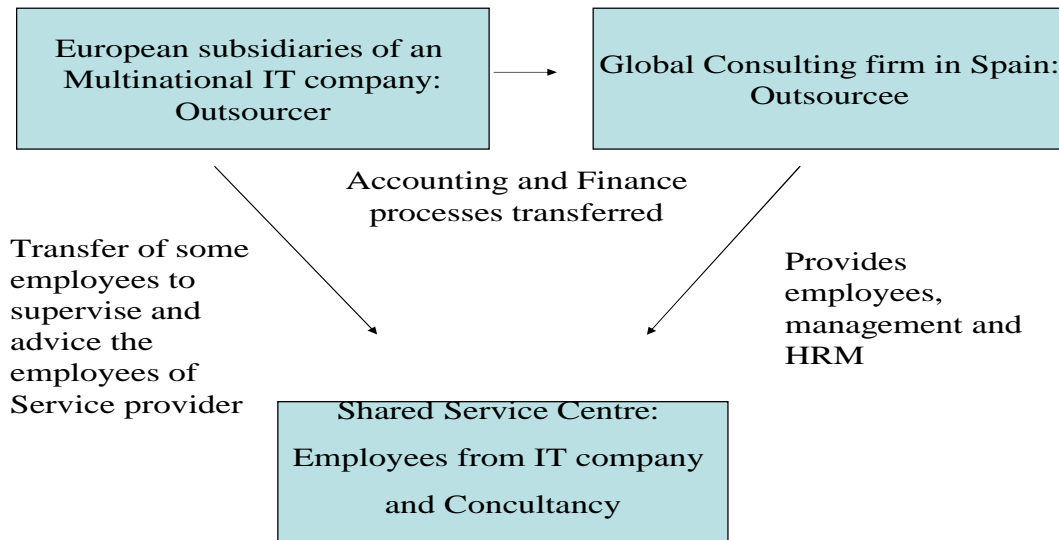 European subsidiaries of an
Multinational IT company:
Outsourcer
Global Consulting firm in Spain:
Outsourcee
Accounting and Finance
processes transferred
Transfer of some
employees to
supervise and
advice the
employees of
Service provider
Provides
employees,
management and
HRM
Shared Service Centre:
Employees from IT company
and Concultancy